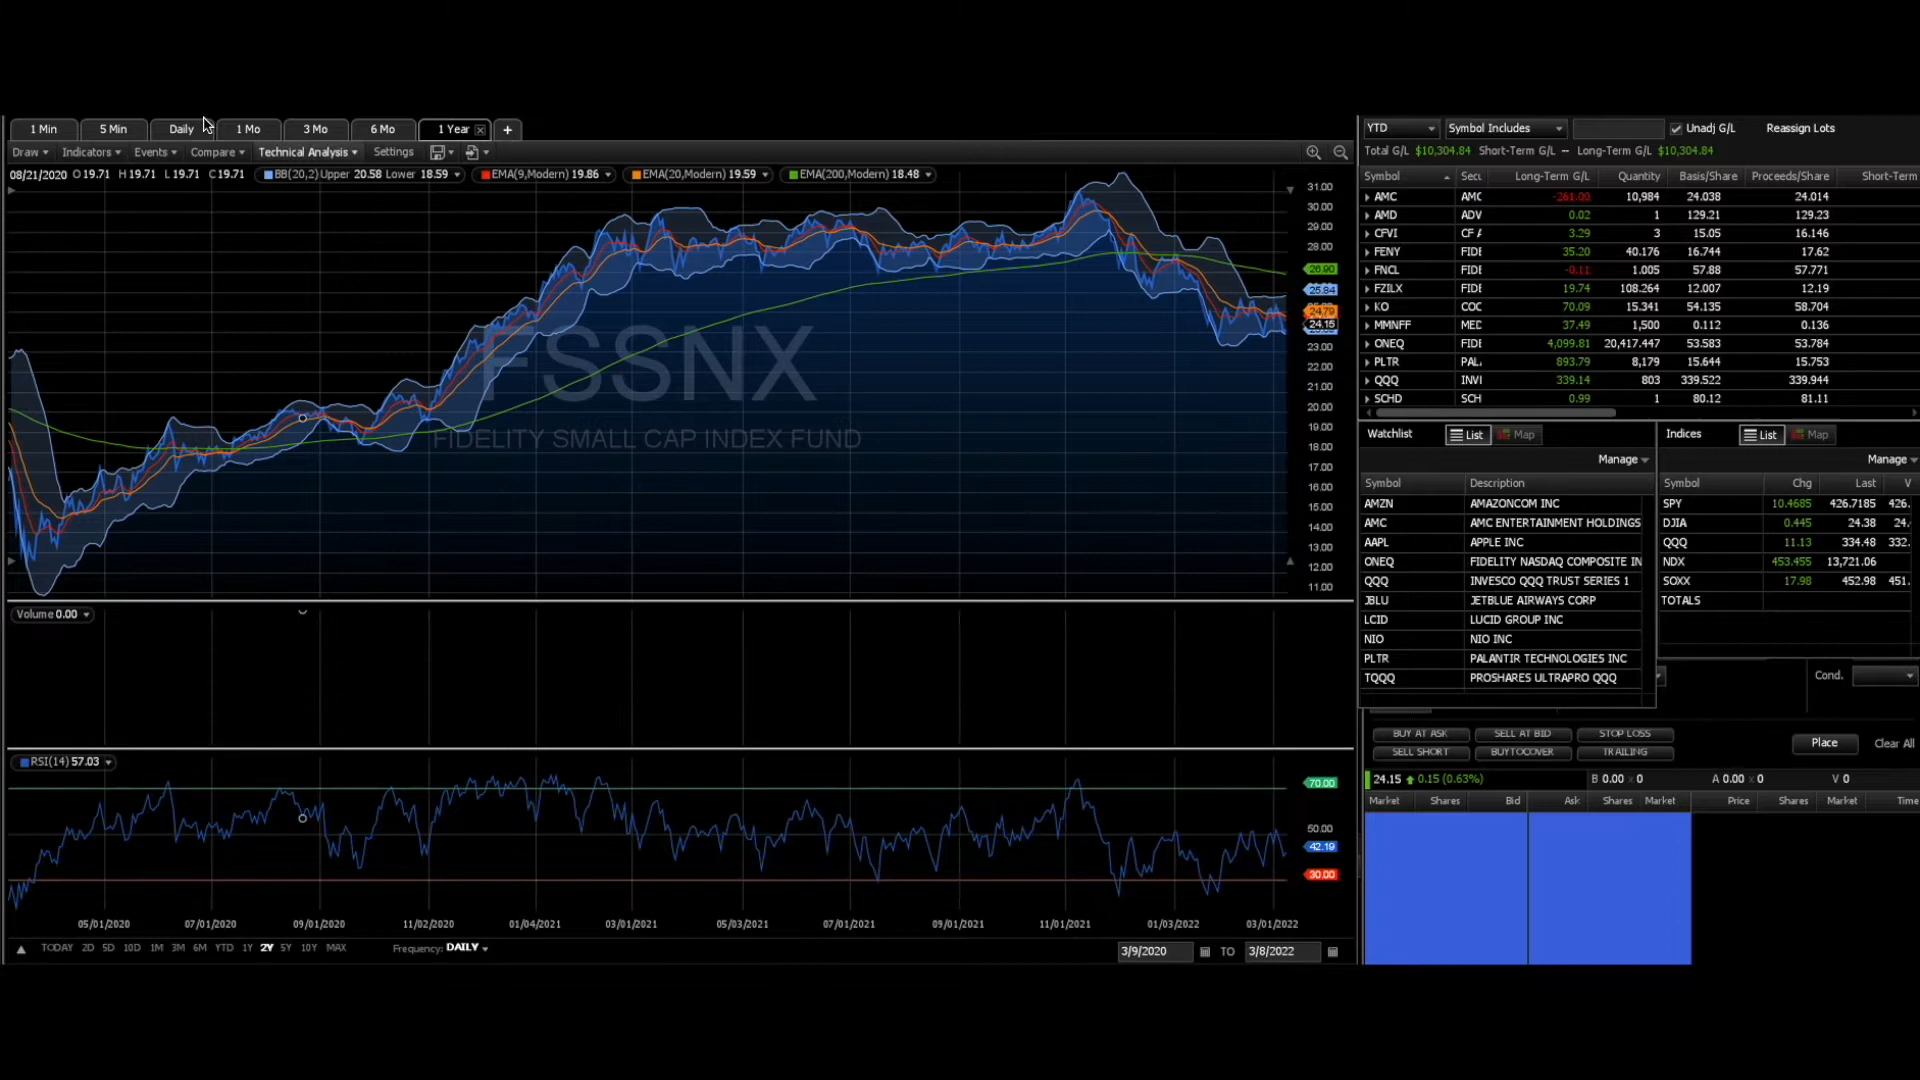 1 Min 5 Min Daily 1 Mo 3 Mo 6 Mo 1 Year +
Draw Indicators Events Compare Technical Analysis Settings
08/21/2020 O 19.71 H 19.71 L 19.71 C 19.71 BB(20,2) Upper 20.58 Lower 18.59 EMA(9,Modern) 19.86 EMA(20,Modern) 19.59 EMA(200,Modern) 18.48
31.00
30.00
29.00
28.00
26.90
25.84
24.79
24.15
23.00
22.00
21.00
20.00
19.00
18.00
17.00
16.00
15.00
14.00
13.00
12.00
11.00
FSSNX
FIDELITY SMALL CAP INDEX FUND
Volume 0.00
RSI(14) 57.03
70.00
50.00
42.19
30.00
05/01/2020 07/01/2020 09/01/2020 11/02/2020 01/04/2021 03/01/2021 05/03/2021 07/01/2021 09/01/2021 11/01/2021 01/03/2022 03/01/2022
TODAY 2D 5D 10D 1M 3M 6M YTD 1Y 2Y 5Y 10Y MAX Frequency: DAILY 3/9/2020 TO 3/8/2022
YTD Symbol Includes Unadj G/L Reassign Lots
Total G/L $10,304.84 Short-Term G/L -- Long-Term G/L $10,304.84
Symbol Secu Long-Term G/L Quantity Basis/Share Proceeds/Share Short-Term
AMC AMC -261.00 10,984 24.038 24.014
AMD ADV 0.02 1 129.21 129.23
CFVI CF A 3.29 3 15.05 16.146
FENY FIDE 35.20 40.176 16.744 17.62
FNCL FIDE -0.11 1.005 57.88 57.771
FZILX FIDE 19.74 108.264 12.007 12.19
KO COC 70.09 15.341 54.135 58.704
MMNFF MED 37.49 1,500 0.112 0.136
ONEQ FIDE 4,099.81 20,417.447 53.583 53.784
PLTR PAL 893.79 8,179 15.644 15.753
QQQ INVI 339.14 803 339.522 339.944
SCHD SCH 0.99 1 80.12 81.11
Watchlist List Map
Manage
Symbol Description
AMZN AMAZONCOM INC
AMC AMC ENTERTAINMENT HOLDINGS
AAPL APPLE INC
ONEQ FIDELITY NASDAQ COMPOSITE IN
QQQ INVESCO QQQ TRUST SERIES 1
JBLU JETBLUE AIRWAYS CORP
LCID LUCID GROUP INC
NIO NIO INC
PLTR PALANTIR TECHNOLOGIES INC
TQQQ PROSHARES ULTRAPRO QQQ
Indices List Map
Manage
Symbol Chg Last V
SPY 10.4685 426.7185 426.
DJIA 0.445 24.38 24.
QQQ 11.13 334.48 332.
NDX 453.455 13,721.06
SOXX 17.98 452.98 451.
TOTALS
Cond.
BUY AT ASK SELL AT BID STOP LOSS
SELL SHORT BUYTOCOVER TRAILING
Place Clear All
24.15 0.15 (0.63%) B 0.00 x 0 A 0.00 x 0 V 0
Market Shares Bid Ask Shares Market Price Shares Market Time